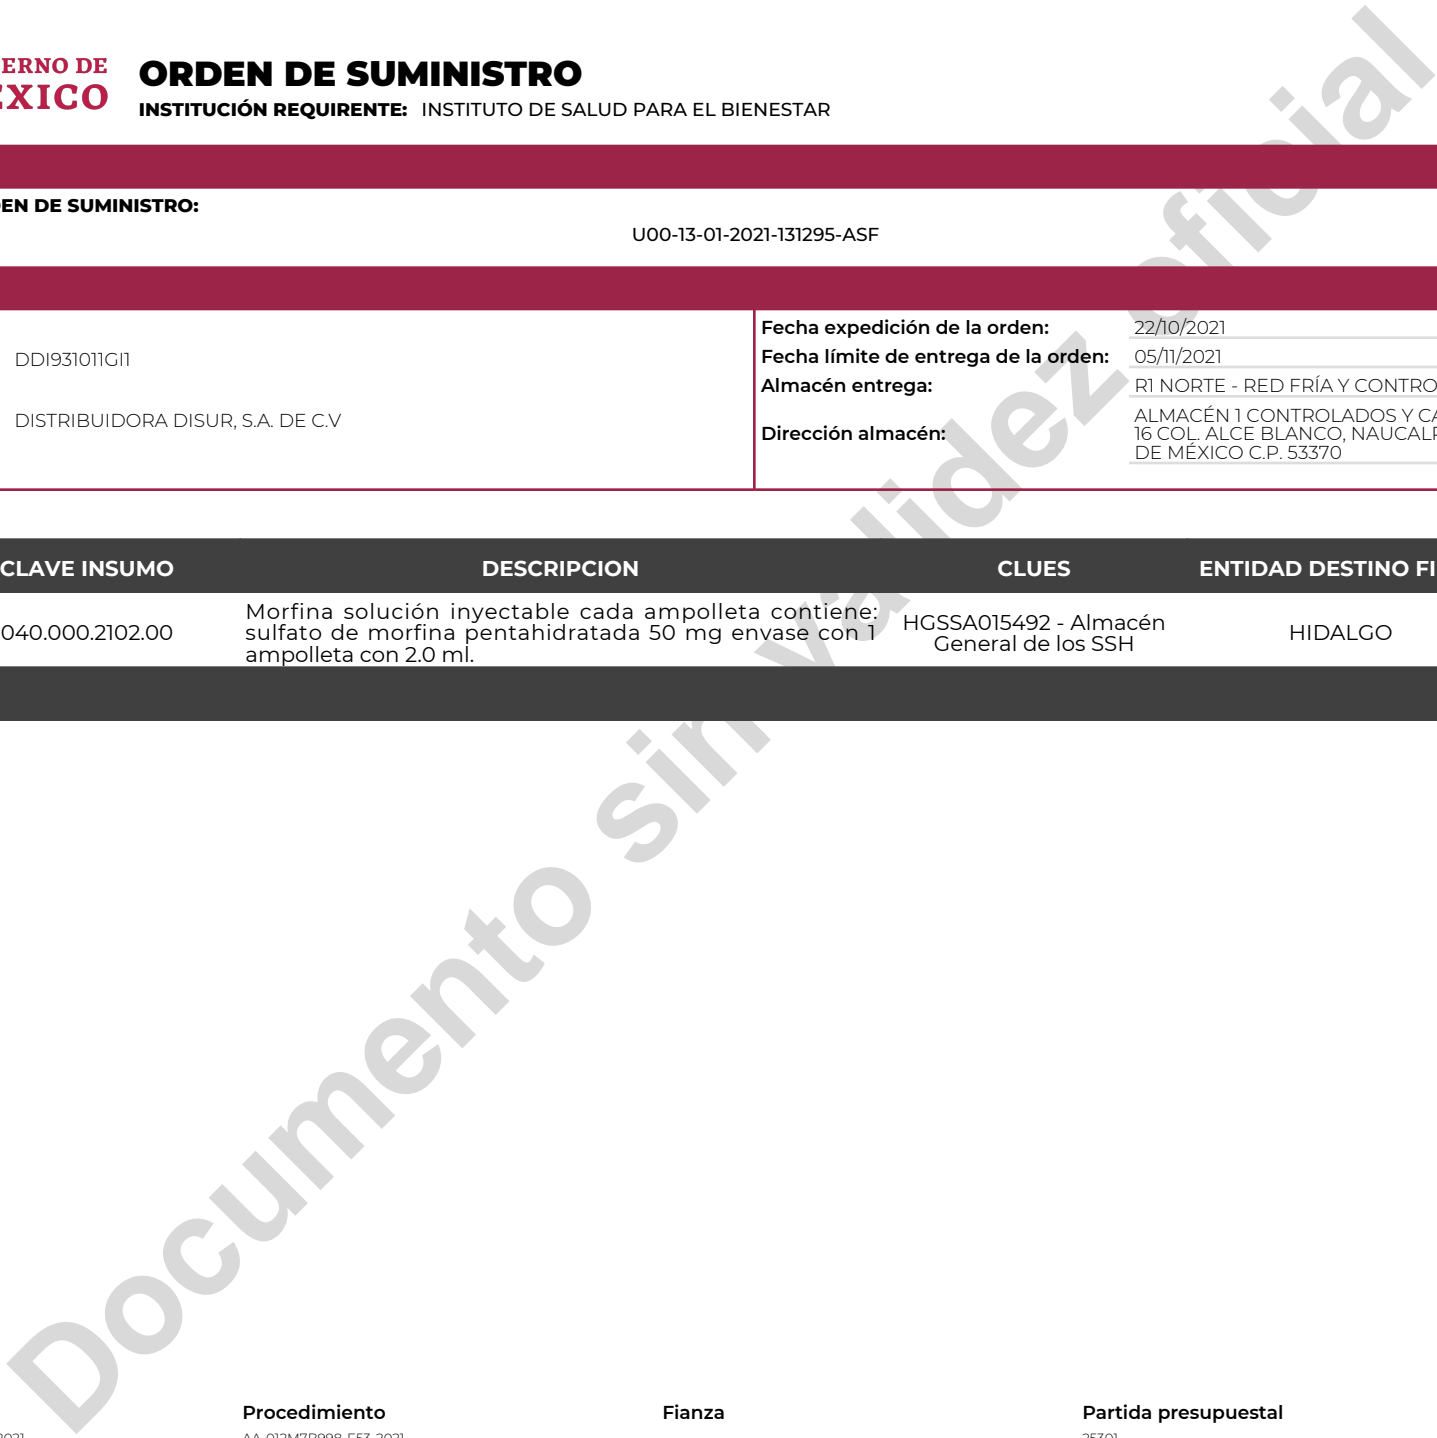 ERNO DE
ÉXICO
ORDEN DE SUMINISTRO
INSTITUCIÓN REQUIRENTE: INSTITUTO DE SALUD PARA EL BIENESTAR
EN DE SUMINISTRO:
U00-13-01-2021-131295-ASF
DDI931011GI1
DISTRIBUIDORA DISUR, S.A. DE C.V
Fecha expedición de la orden: 22/10/2021
Fecha límite de entrega de la orden: 05/11/2021
Almacén entrega: R1 NORTE - RED FRÍA Y CONTRO
Dirección almacén:
ALMACÉN 1 CONTROLADOS Y CA
16 COL. ALCE BLANCO, NAUCALP
DE MÉXICO C.P. 53370
CLAVE INSUMO DESCRIPCION CLUES ENTIDAD DESTINO FI
040.000.2102.00
Morfina solución inyectable cada ampolleta contiene:
sulfato de morfina pentahidratada 50 mg envase con 1
ampolleta con 2.0 ml.
HGSSA015492 - Almacén
General de los SSH
HIDALGO
Documento sin validez oficial
Procedimiento Fianza Partida presupuestal